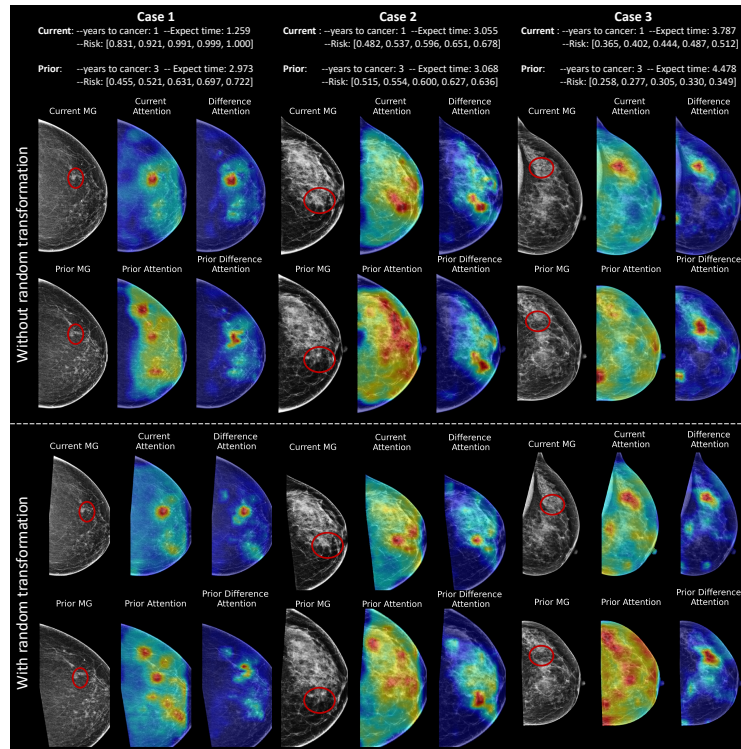 Case 1
Current: --years to cancer: 1 --Expect time: 1.259
--Risk: [0.831, 0.921, 0.991, 0.999, 1.000]
Prior: --years to cancer: 3 -- Expect time: 2.973
--Risk: [0.455, 0.521, 0.631, 0.697, 0.722]
Case 2
Current: --years to cancer: 1 --Expect time: 3.055
--Risk: [0.482, 0.537, 0.596, 0.651, 0.678]
Prior: --years to cancer: 3 --Expect time: 3.068
--Risk: [0.515, 0.554, 0.600, 0.627, 0.636]
Case 3
Current: --years to cancer: 1 --Expect time: 3.787
--Risk: [0.365, 0.402, 0.444, 0.487, 0.512]
Prior: --years to cancer: 3 --Expect time: 4.478
--Risk: [0.258, 0.277, 0.305, 0.330, 0.349]
Without random transformation
Current MG
Current
Attention
Difference
Attention
Current MG
Current
Attention
Difference
Attention
Current MG
Current
Attention
Difference
Attention
Prior MG
Prior Attention
Prior Difference
Attention
Prior MG
Prior Attention
Prior Difference
Attention
Prior MG
Prior Attention
Prior Difference
Attention
With random transformation
Current MG
Current
Attention
Difference
Attention
Current MG
Current
Attention
Difference
Attention
Current MG
Current
Attention
Difference
Attention
Prior MG
Prior Attention
Prior Difference
Attention
Prior MG
Prior Attention
Prior Difference
Attention
Prior MG
Prior Attention
Prior Difference
Attention